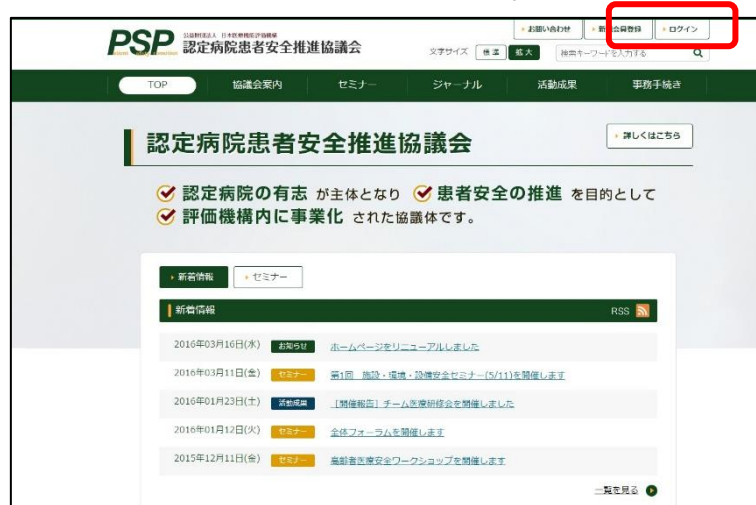 お問い合わせ
ログイン
PSP
公益財団法人 日本医療機能評価機構
認定病院患者安全推進協議会
文字サイズ 標準 拡大
検索キーワードを入力する
TOP 協議会案内 セミナー ジャーナル 活動成果 事務手続き
認定病院患者安全推進協議会
詳しくはこちら
認定病院の有志 が主体となり 患者安全の推進 を目的として
評価機構内に事業化 された協議体です。
新着情報 セミナー
新着情報 RSS
2016年03月16日(水) お知らせ ホームページをリニューアルしました
2016年03月11日(金) セミナー 第1回 施設・環境・設備安全セミナー(5/11)を開催します
2016年01月23日(土) 活動成果 [開催報告] チーム医療研修会を開催しました
2016年01月12日(火) セミナー 全体フォーラムを開催します
2015年12月11日(金) セミナー 高齢者医療安全ワークショップを開催します
一覧を見る